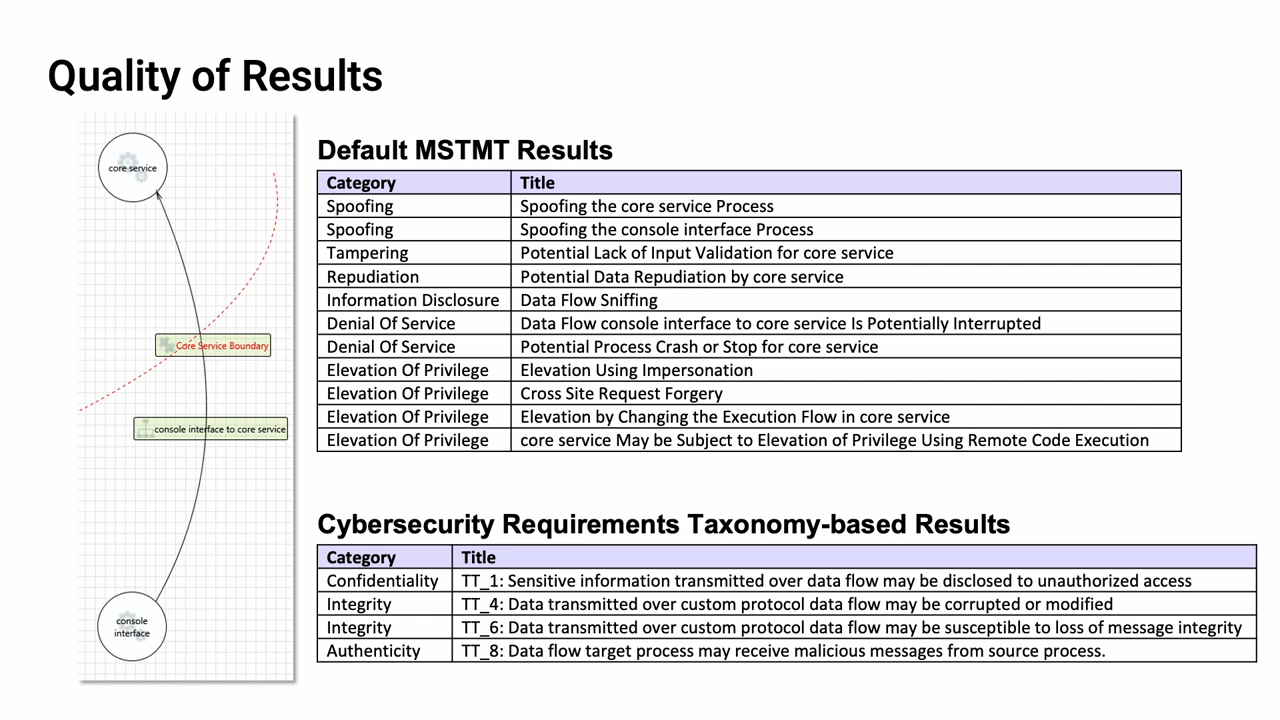 Quality of Results
core service
Core Service Boundary
console interface to core service
console
interface
Default MSTMT Results
Category Title
Spoofing Spoofing the core service Process
Spoofing Spoofing the console interface Process
Tampering Potential Lack of Input Validation for core service
Repudiation Potential Data Repudiation by core service
Information Disclosure Data Flow Sniffing
Denial Of Service Data Flow console interface to core service Is Potentially Interrupted
Denial Of Service Potential Process Crash or Stop for core service
Elevation Of Privilege Elevation Using Impersonation
Elevation Of Privilege Cross Site Request Forgery
Elevation Of Privilege Elevation by Changing the Execution Flow in core service
Elevation Of Privilege core service May be Subject to Elevation of Privilege Using Remote Code Execution
Cybersecurity Requirements Taxonomy-based Results
Category Title
Confidentiality TT_1: Sensitive information transmitted over data flow may be disclosed to unauthorized access
Integrity TT_4: Data transmitted over custom protocol data flow may be corrupted or modified
Integrity TT_6: Data transmitted over custom protocol data flow may be susceptible to loss of message integrity
Authenticity TT_8: Data flow target process may receive malicious messages from source process.